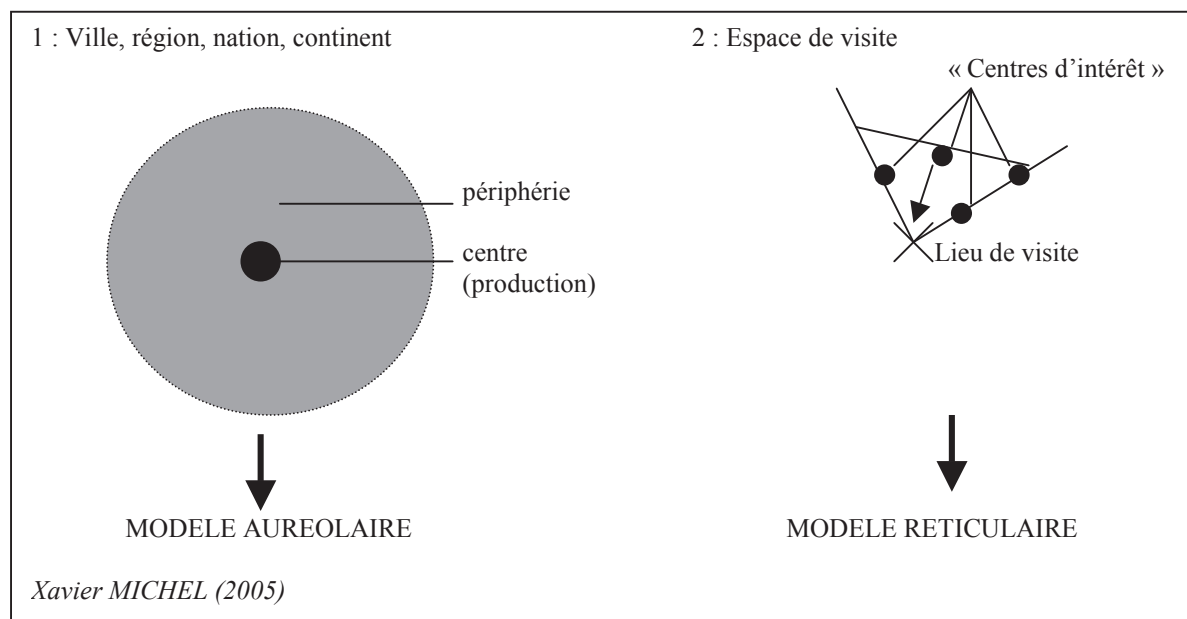 1 : Ville, région, nation, continent
périphérie
centre
(production)
MODELE AUREOLAIRE
2 : Espace de visite
« Centres d’intérêt »
Lieu de visite
MODELE RETICULAIRE
Xavier MICHEL (2005)